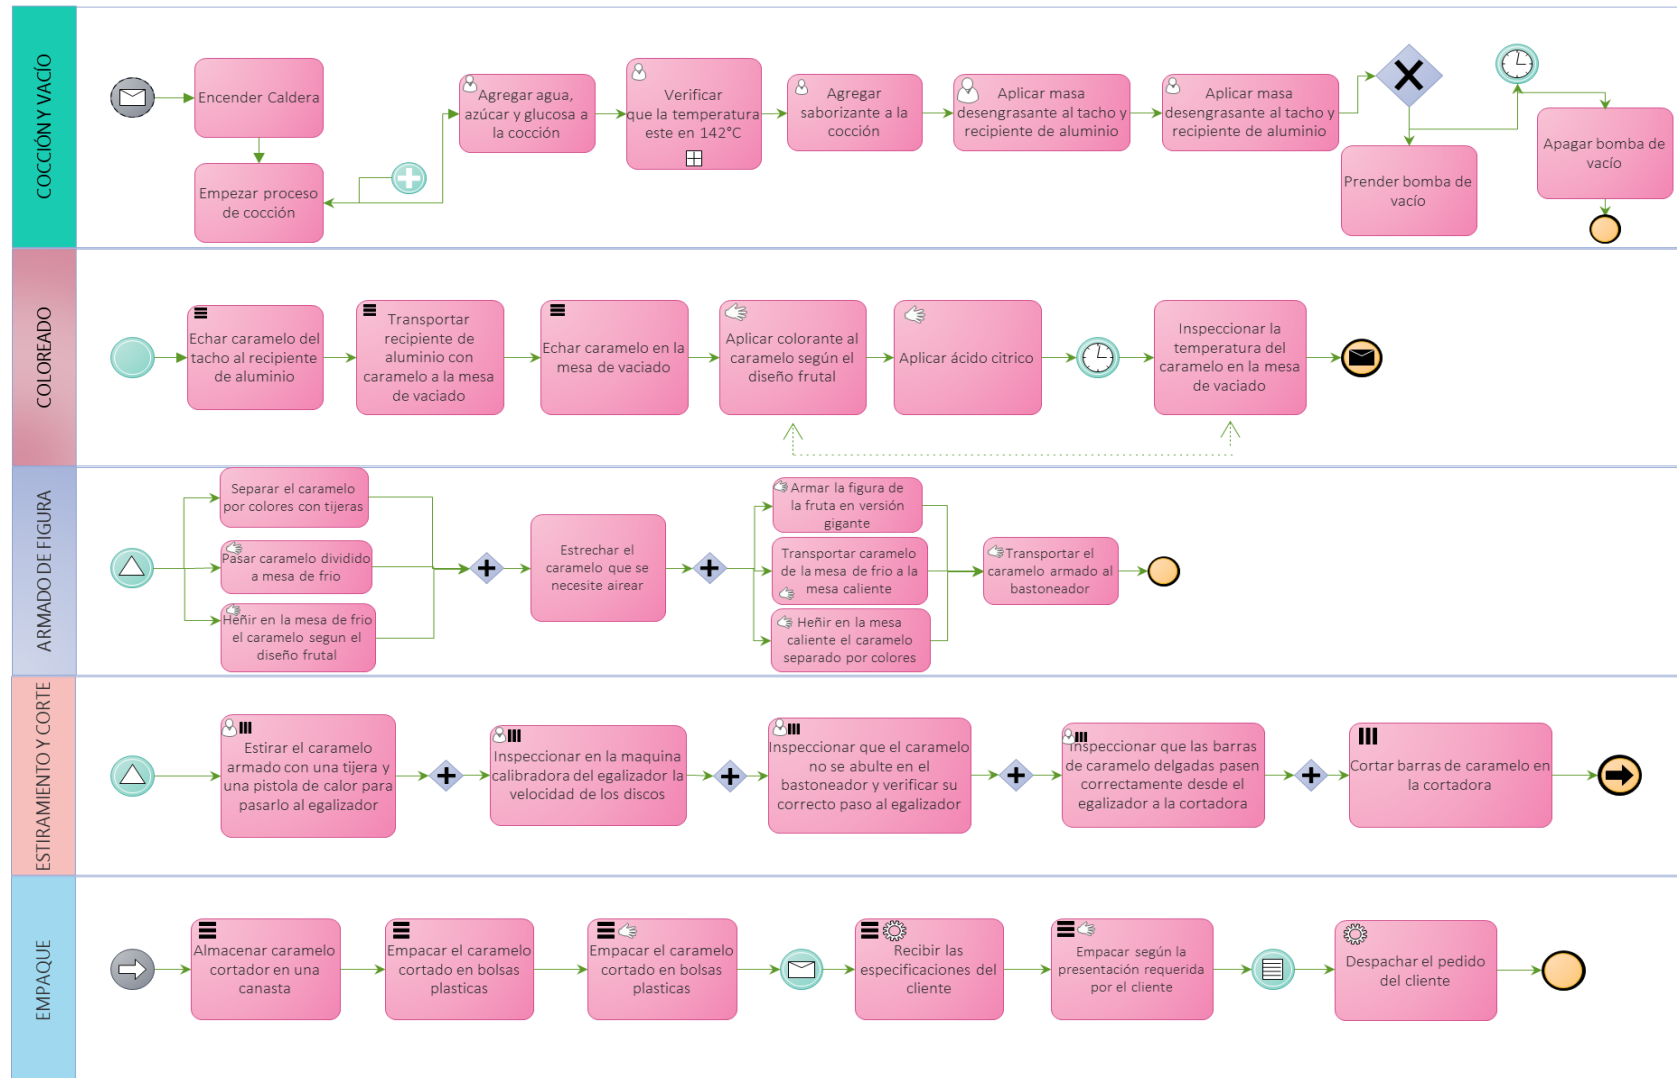 COCCIÓN Y VACÍO
Encender Caldera
Empezar proceso
de cocción
Agregar agua,
azúcar y glucosa a
la cocción
Verificar
que la temperatura
este en 142°C
Agregar
saborizante a la
cocción
Aplicar masa
desengrasante al tacho y
recipiente de aluminio
Aplicar masa
desengrasante al tacho y
recipiente de aluminio
Prender bomba de
vacío
Apagar bomba de
vacío
COLOREADO
Echar caramelo del
tacho al recipiente
de aluminio
Transportar
recipiente de
aluminio con
caramelo a la mesa
de vaciado
Echar caramelo en la
mesa de vaciado
Aplicar colorante al
caramelo según el
diseño frutal
Aplicar ácido citrico
Inspeccionar la
temperatura del
caramelo en la mesa
de vaciado
ARMADO DE FIGURA
Separar el caramelo
por colores con tijeras
Pasar caramelo dividido
a mesa de frio
Heñir en la mesa de frio
el caramelo segun el
diseño frutal
Estrechar el
caramelo que se
necesite airear
Armar la figura de
la fruta en versión
gigante
Transportar caramelo
de la mesa de frio a la
mesa caliente
Heñir en la mesa
caliente el caramelo
separado por colores
Transportar el
caramelo armado al
bastoneador
ESTIRAMIENTO Y CORTE
Estirar el caramelo
armado con una tijera y
una pistola de calor para
pasarlo al egalizador
Inspeccionar en la maquina
calibradora del egalizador la
velocidad de los discos
Inspeccionar que el caramelo
no se abulte en el
bastoneador y verificar su
correcto paso al egalizador
Inspeccionar que las barras
de caramelo delgadas pasen
correctamente desde el
egalizador a la cortadora
Cortar barras de caramelo en
la cortadora
EMPAQUE
Almacenar caramelo
cortador en una
canasta
Empacar el caramelo
cortado en bolsas
plasticas
Empacar el caramelo
cortado en bolsas
plasticas
Recibir las
especificaciones del
cliente
Empacar según la
presentación requerida
por el cliente
Despachar el pedido
del cliente